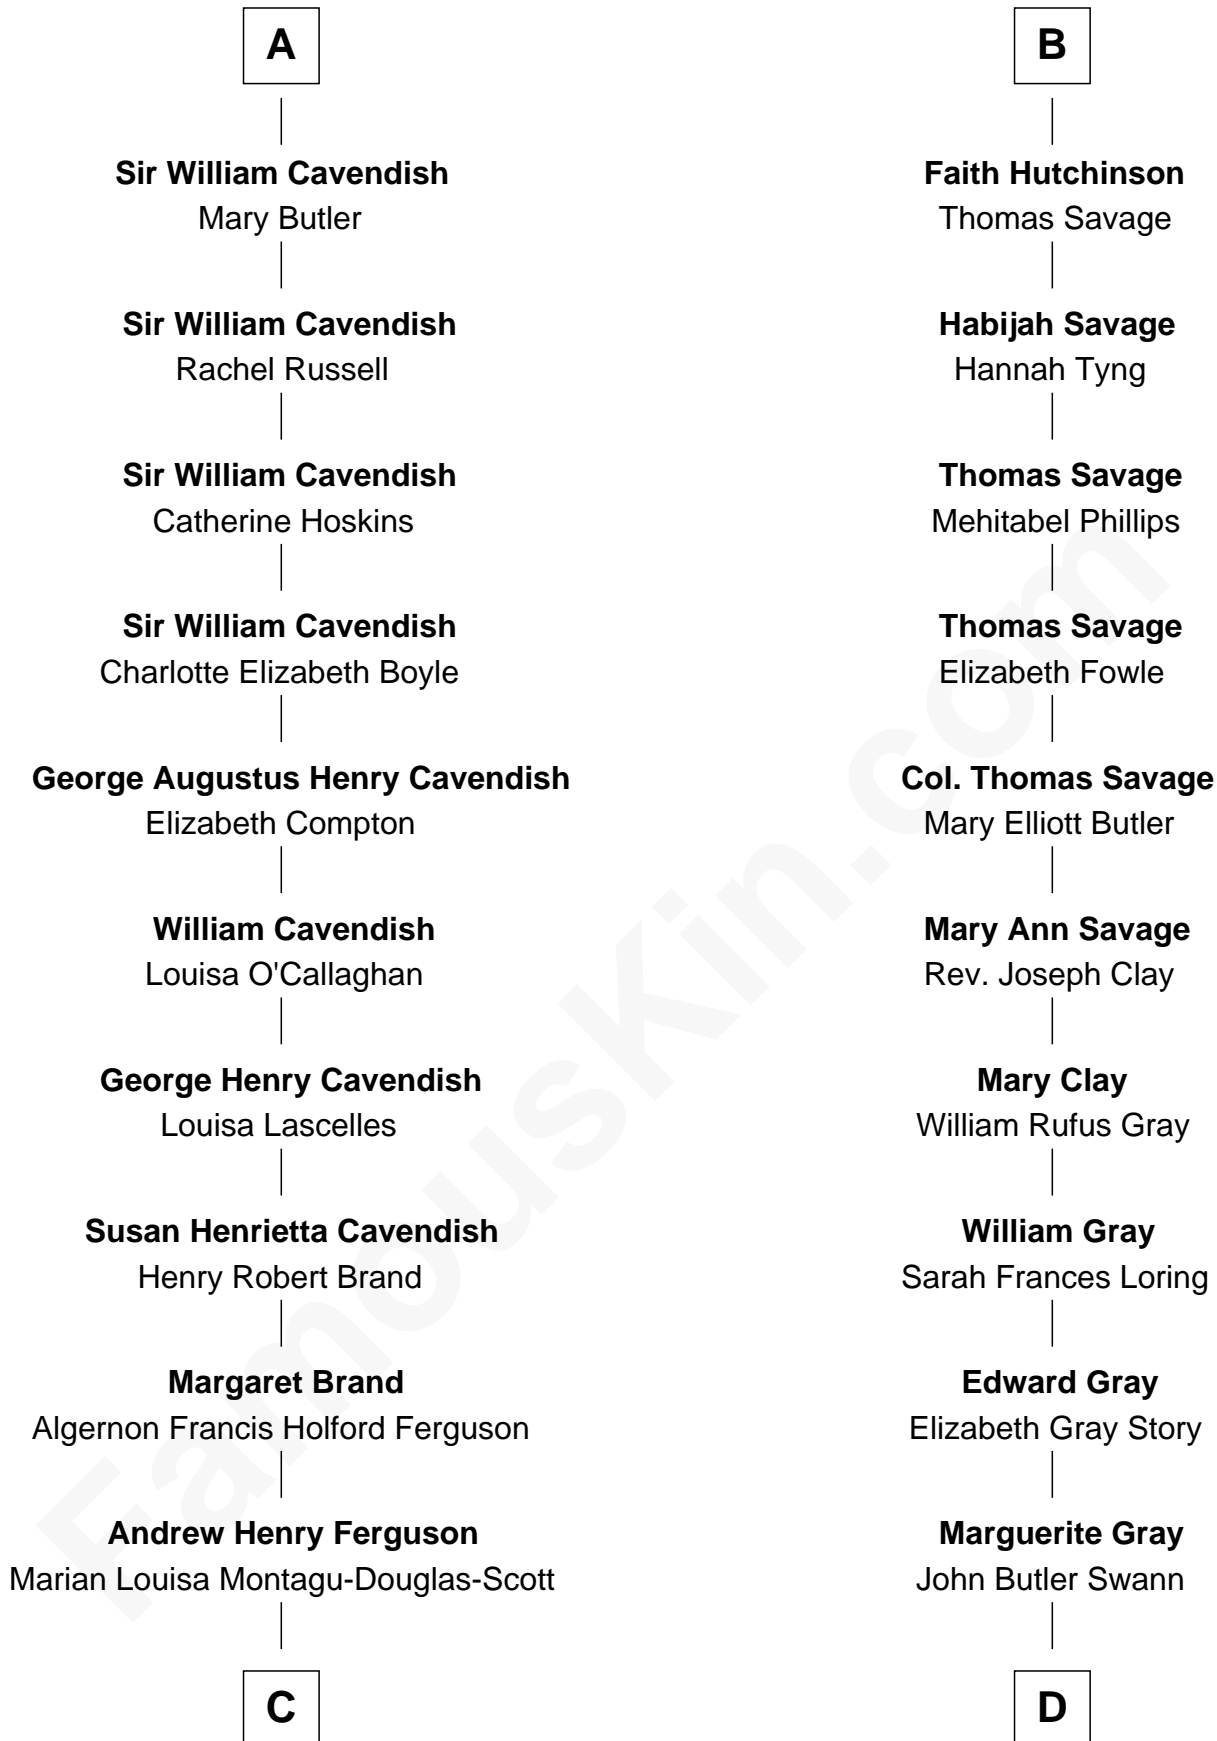 A
Sir William Cavendish
Mary Butler
Sir William Cavendish
Rachel Russell
Sir William Cavendish
Catherine Hoskins
Sir William Cavendish
Charlotte Elizabeth Boyle
George Augustus Henry Cavendish
Elizabeth Compton
William Cavendish
Louisa O'Callaghan
George Henry Cavendish
Louisa Lascelles
Susan Henrietta Cavendish
Henry Robert Brand
Margaret Brand
Algernon Francis Holford Ferguson
Andrew Henry Ferguson
Marian Louisa Montagu-Douglas-Scott
C
B
Faith Hutchinson
Thomas Savage
Habijah Savage
Hannah Tyng
Thomas Savage
Mehitabel Phillips
Thomas Savage
Elizabeth Fowle
Col. Thomas Savage
Mary Elliott Butler
Mary Ann Savage
Rev. Joseph Clay
Mary Clay
William Rufus Gray
William Gray
Sarah Frances Loring
Edward Gray
Elizabeth Gray Story
Marguerite Gray
John Butler Swann
D
FamousKin.com